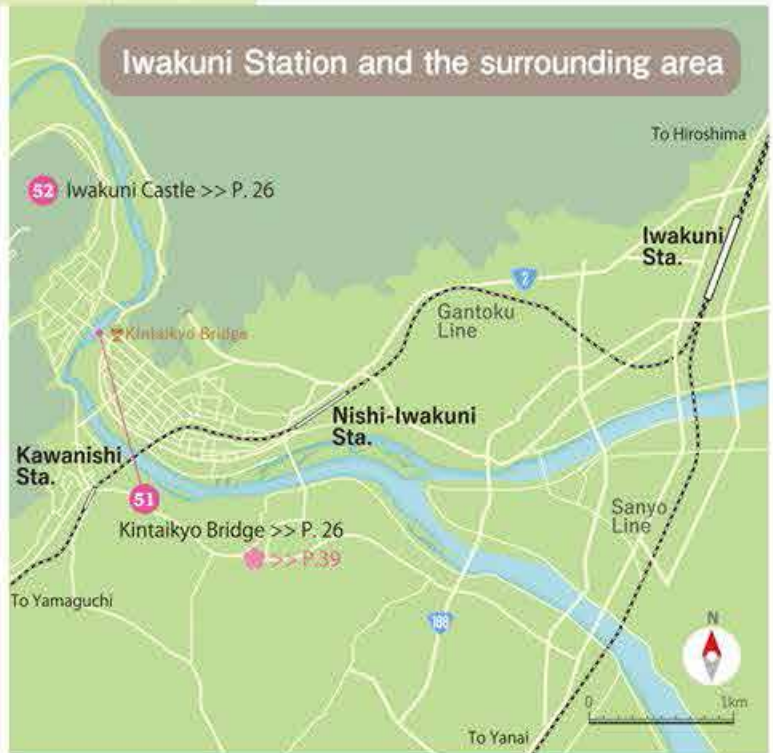 Iwakuni Station and the surrounding area
To Hiroshima
52 Iwakuni Castle >> P. 26
Iwakuni
Sta.
2
Gantoku
Line
Kintaikyo Bridge
Nishi-Iwakuni
Sta.
Kawanishi
Sta.
51
Kintaikyo Bridge >> P. 26
>> P.39
Sanyo
Line
To Yamaguchi
188
N
0 1km
To Yanai